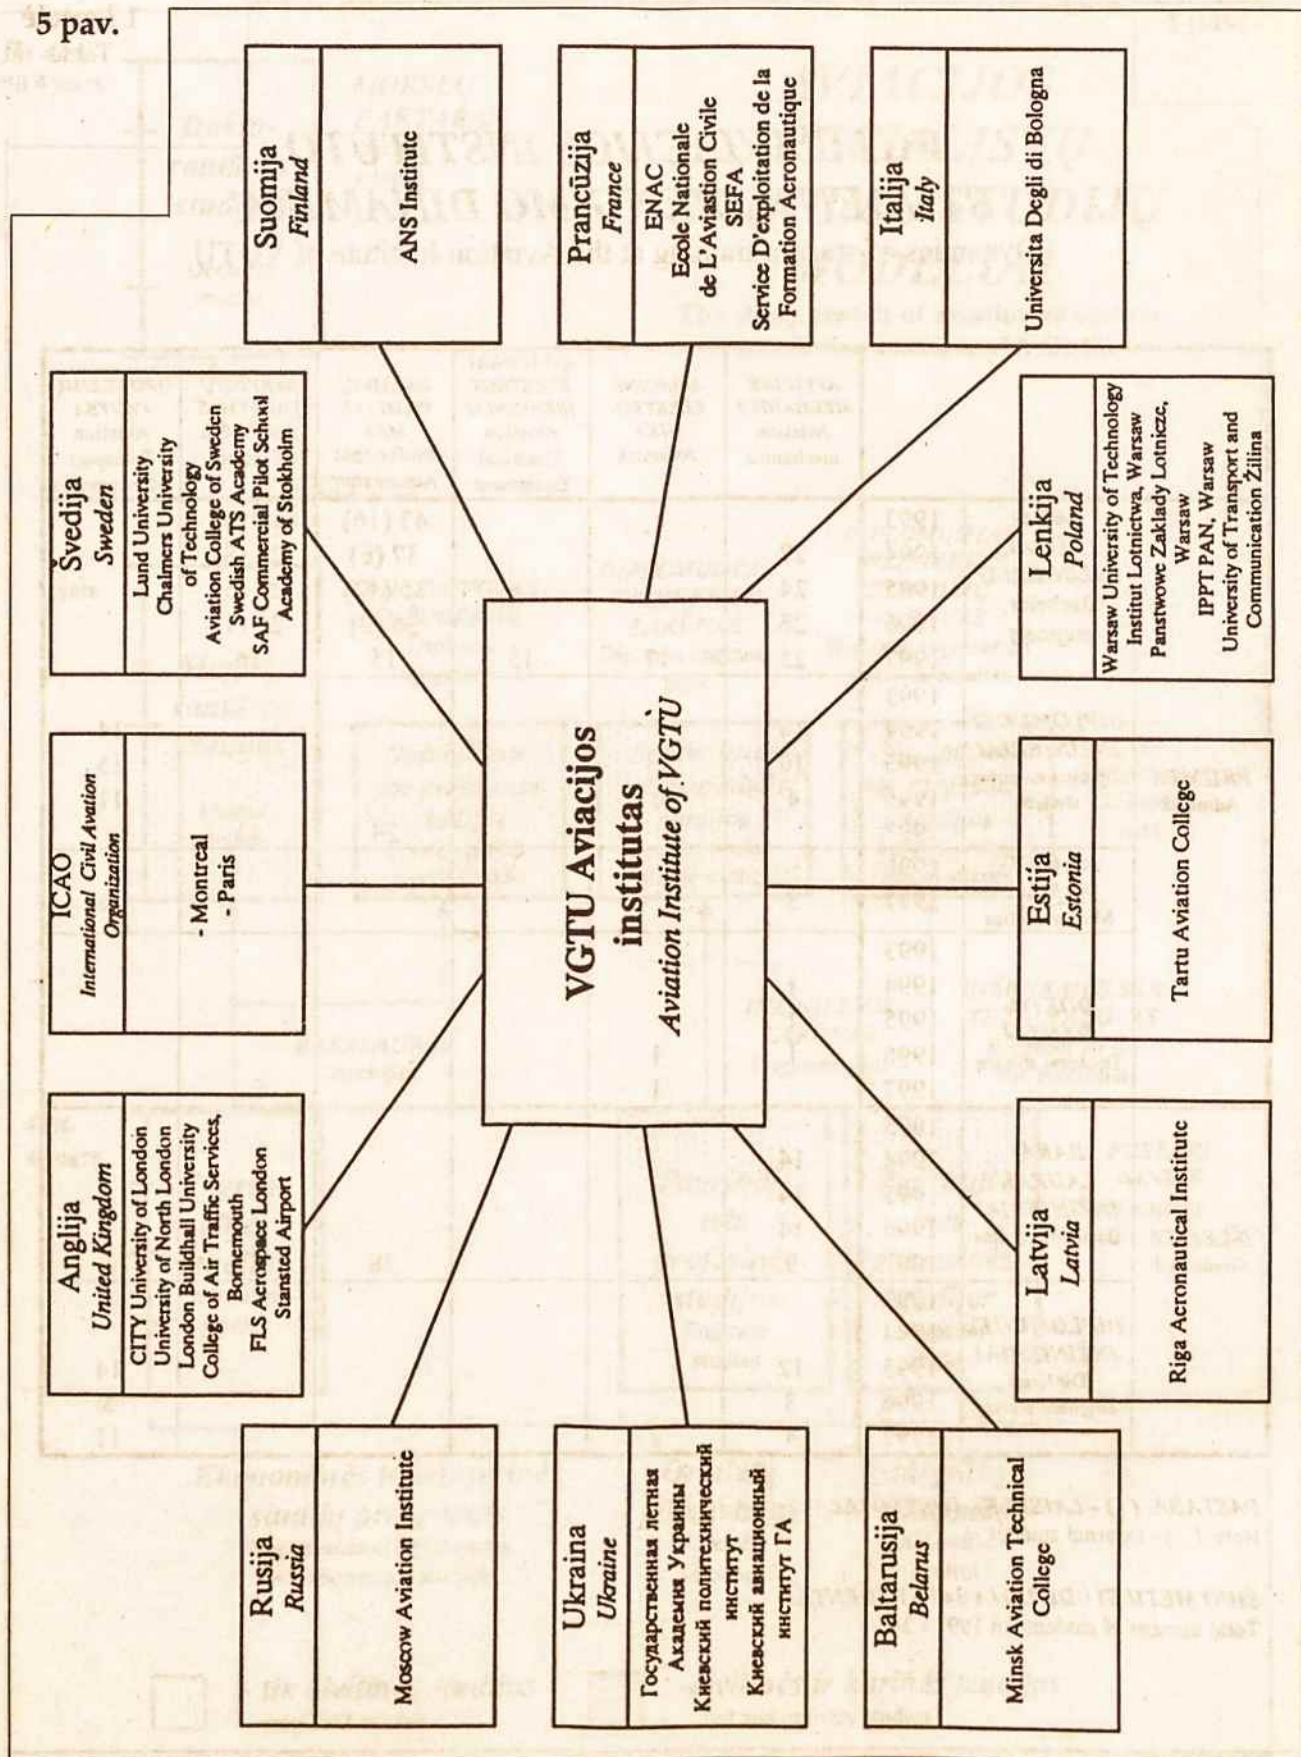 5 pav.
Rusija
Russia
Moscow Aviation Institute
Anglija
United Kingdom
CITY University of London
University of North London
London Buildhall University
College of Air Traffic Services,
Bornemouth
FLS Aerospace London
Stansted Airport
ICAO
International Civil Avation
Organization
- Montreal
- Paris
Švedija
Sweden
Lund University
Chalmers University
of Technology
Aviation College of Sweden
Swedish ATS Academy
SAF Commercial Pilot School
Academy of Stokholm
Suomija
Finland
ANS Institute
Ukraina
Ukraine
Государственная летная
Академия Украины
Киевский политехнический
институт
Киевский авиационный
институт ГА
VGTU Aviacijos
institutas
Aviation Institute of VGTÙ
Prancūzija
France
ENAC
Ecole Nationale
de L'Aviastion Civile
SEFA
Service D'exploitation de la
Formation Aeronautique
Baltarusija
Belarus
Minsk Aviation Technical
College
Latvija
Latvia
Riga Aeronautical Institute
Estija
Estonia
Tartu Aviation College
Lenkija
Poland
Warsaw University of Technology
Institut Lotnictwa, Warsaw
Panstwowe Zaklady Lotnicze,
Warsaw
IPPT PAN, Warsaw
University of Transport and
Communication Žilina
Italija
Italy
Universita Degli di Bologna